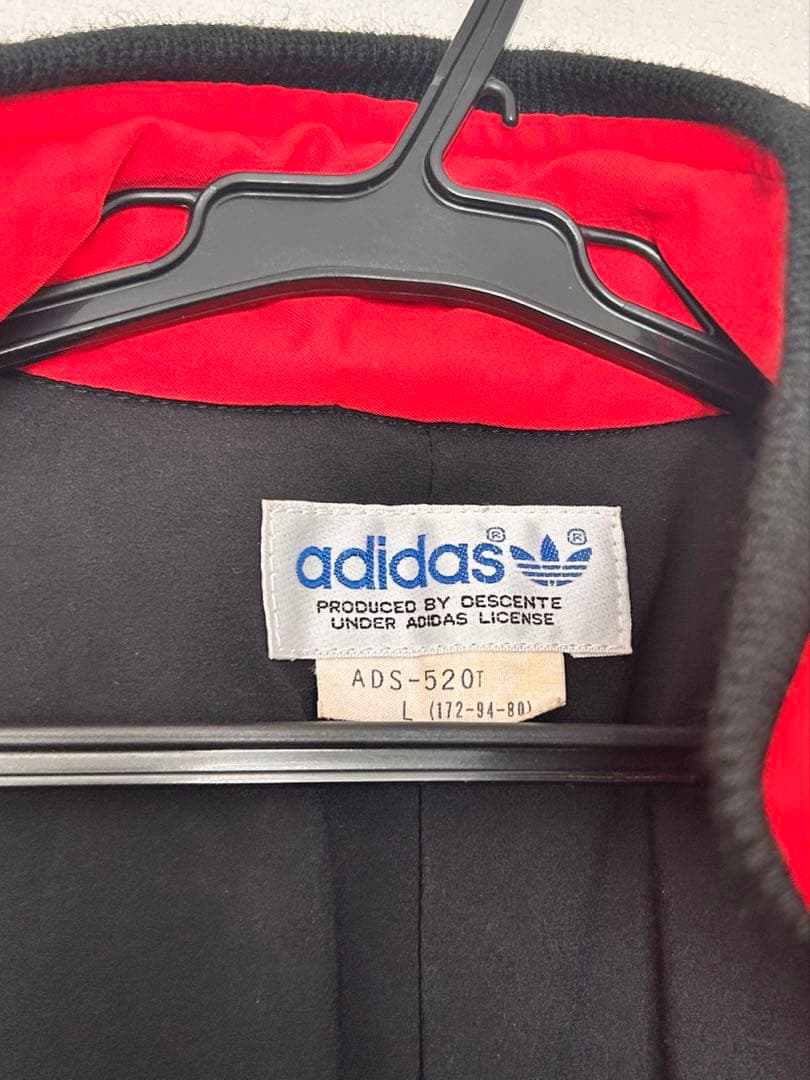 adidas® ®
PRODUCED BY DESCENTE
UNDER ADIDAS LICENSE
ADS-520T
L (172-94-80)